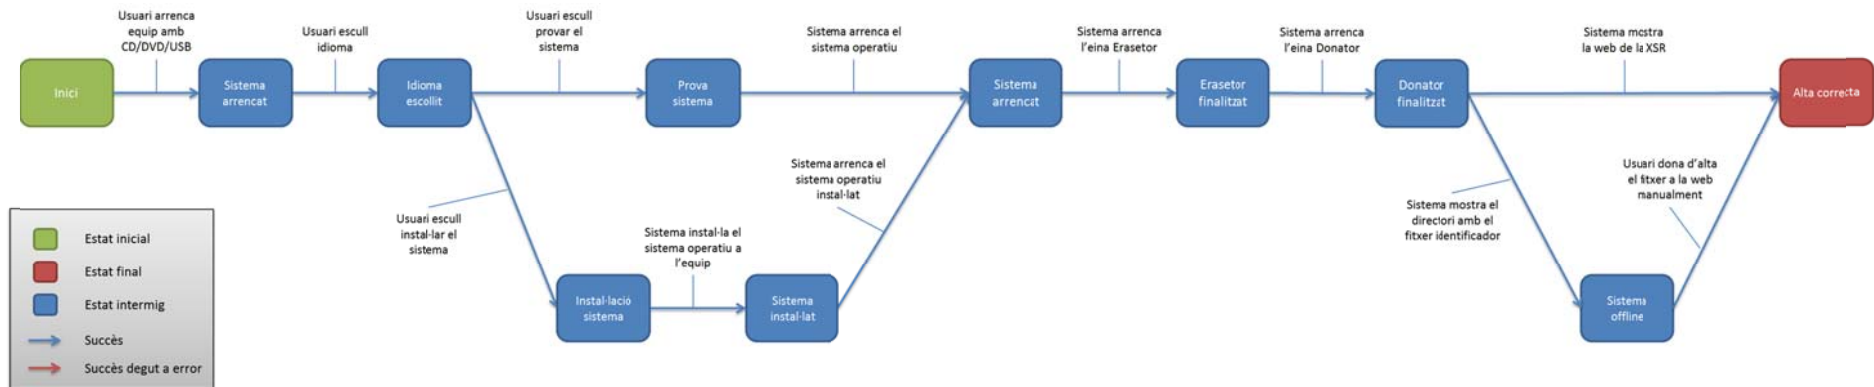 Usuari arrenca
equip amb
CD/DVD/USB
Usuari escull
idioma
Usuari escull
provar el
sistema
Sistema arrenca el
sistema operatiu
Sistema arrenca
l'eina Erasetor
Sistema arrenca
l'eina Donator
Sistema mostra
la web de la XSR
Inici
Sistema
arrencat
Idioma
escollit
Prova
sistema
Sistema
arrencat
Erasetor
finalitzat
Donator
finalitzat
Alta correcta
Usuari escull
instal·lar el
sistema
Sistema instal·la el
sistema operatiu a
l'equip
Sistema arrenca el
sistema operatiu
instal·lat
Sistema mostra el
directori amb el
fitxer identificador
Usuari dona d'alta
el fitxer a la web
manualment
Instal·lació
sistema
Sistema
instal·lat
Sistema
offline
Estat inicial
Estat final
Estat intermig
Succès
Succès degut a error